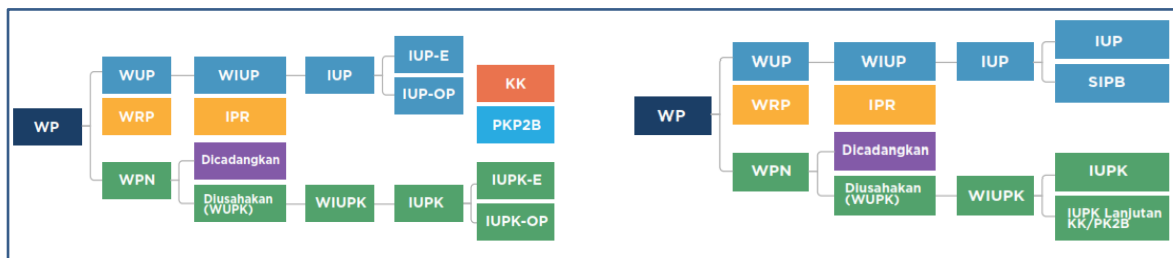 WP
WUP
WIUP
IUP
IUP-E
IUP-OP
KK
PKP2B
WRP
IPR
WPN
Dicadangkan
Diusahakan
(WUPK)
WIUPK
IUPK
IUPK-E
IUPK-OP
WP
WUP
WIUP
IUP
IUP
SIPB
WRP
IPR
WPN
Dicadangkan
Diusahakan
(WUPK)
WIUPK
IUPK
IUPK Lanjutan
KK/PK2B